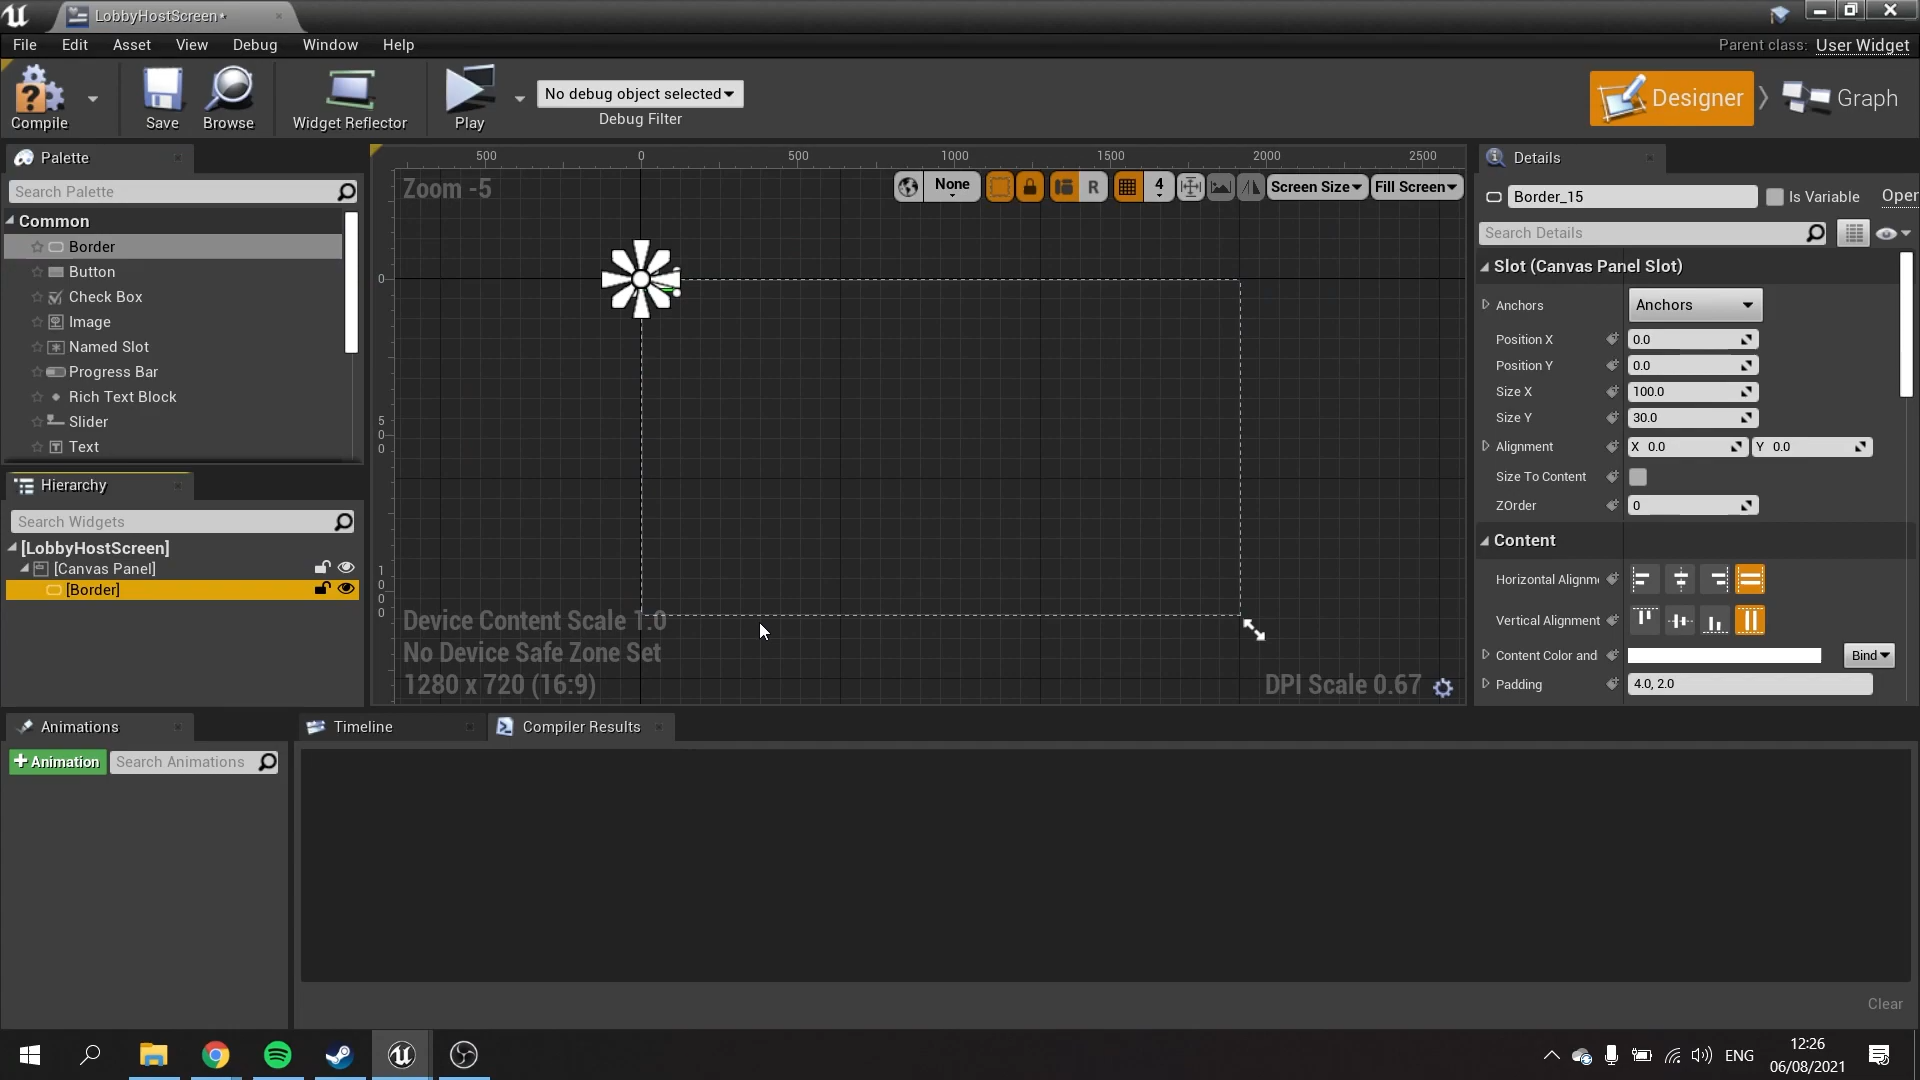 LobbyHostScreen*
File Edit Asset View Debug Window Help
Parent class: User Widget
Compile
Save
Browse
Widget Reflector
Play
No debug object selected
Debug Filter
Designer
Graph
Palette
Search Palette
Common
Border
Button
Check Box
Image
Named Slot
Progress Bar
Rich Text Block
Slider
Text
Hierarchy
Search Widgets
[LobbyHostScreen]
[Canvas Panel]
[Border]
500 0 500 1000 1500 2000 2500
Zoom -5
None
R
4
Screen Size
Fill Screen
0
500
1000
Device Content Scale 1.0
No Device Safe Zone Set
1280 x 720 (16:9)
DPI Scale 0.67
Details
Border_15
Is Variable
Oper
Search Details
Slot (Canvas Panel Slot)
Anchors
Anchors
Position X
0.0
Position Y
0.0
Size X
100.0
Size Y
30.0
Alignment
X 0.0
Y 0.0
Size To Content
ZOrder
0
Content
Horizontal Alignme
Vertical Alignment
Content Color and
Bind
Padding
4.0, 2.0
Animations
+ Animation
Search Animations
Timeline
Compiler Results
Clear
ENG
12:26
06/08/2021